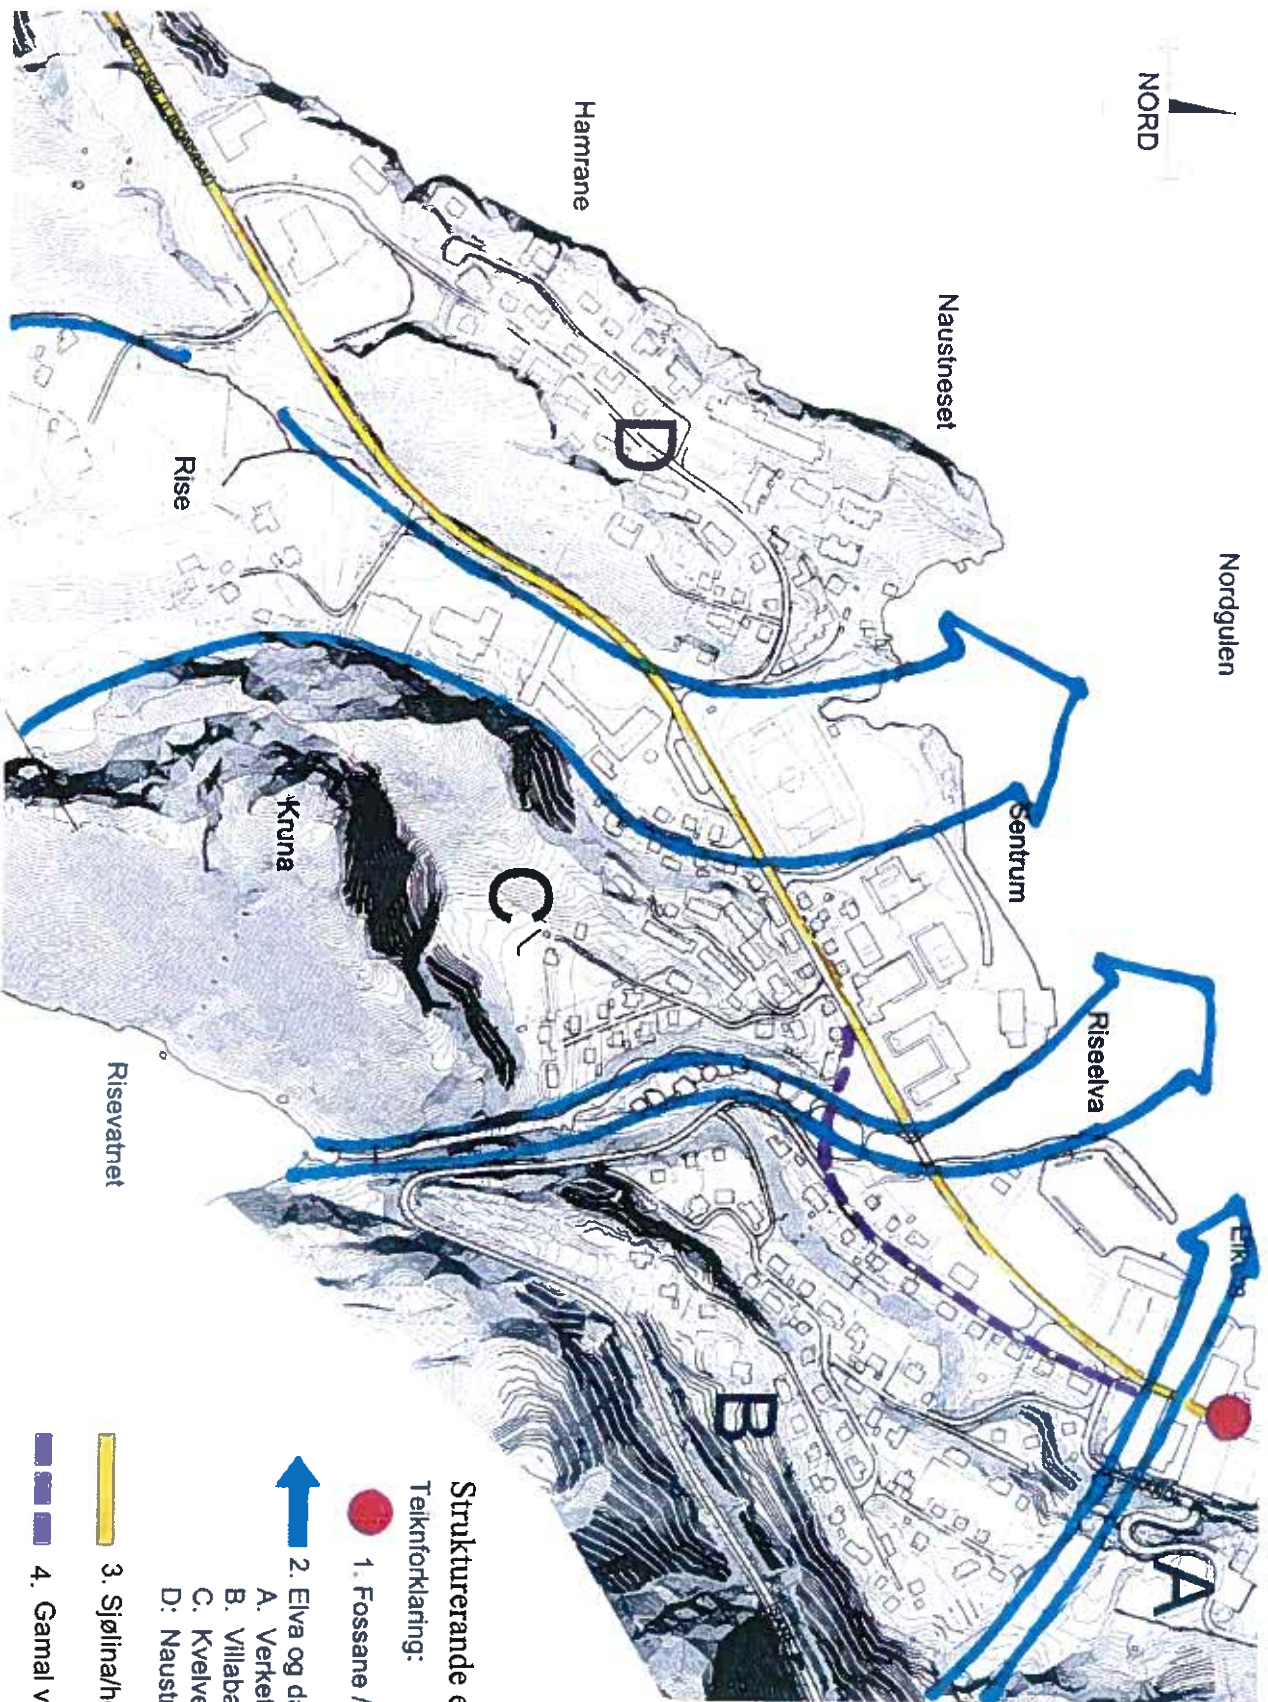 NORD
Hamrane
Naustneset
Nordgulen
D
Rise
Sentrum
Kruna
C
Riseelva
Risevatnet
B
A
Strukturerande e
Teiknforklaring:
1. Fossane /
2. Elva og da
A. Verket
B. Villaba
C. Kvelve
D: Naust
3. Sjølina/h
4. Gamal v